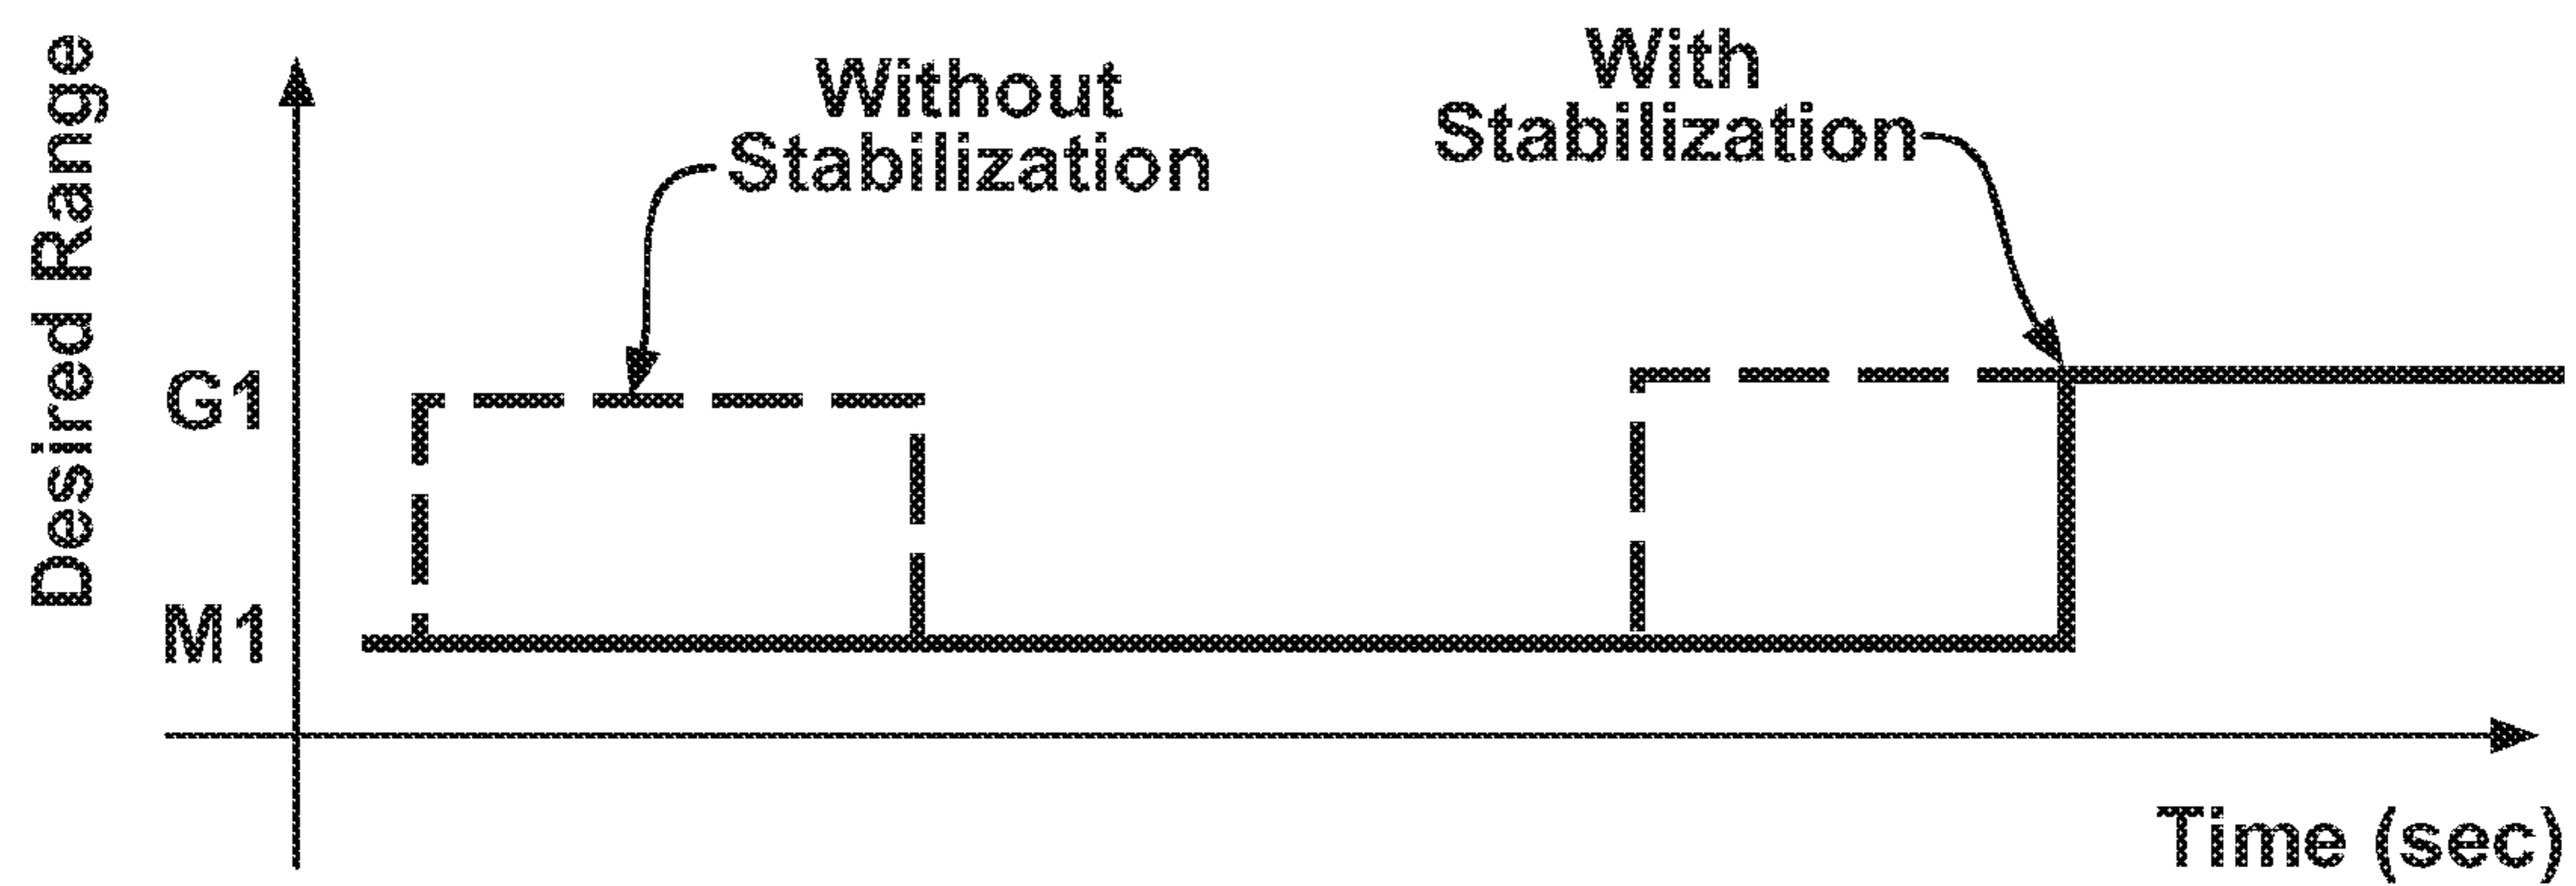 Desired Range
Without
Stabilization
With
Stabilization
G1
M1
Time (sec)